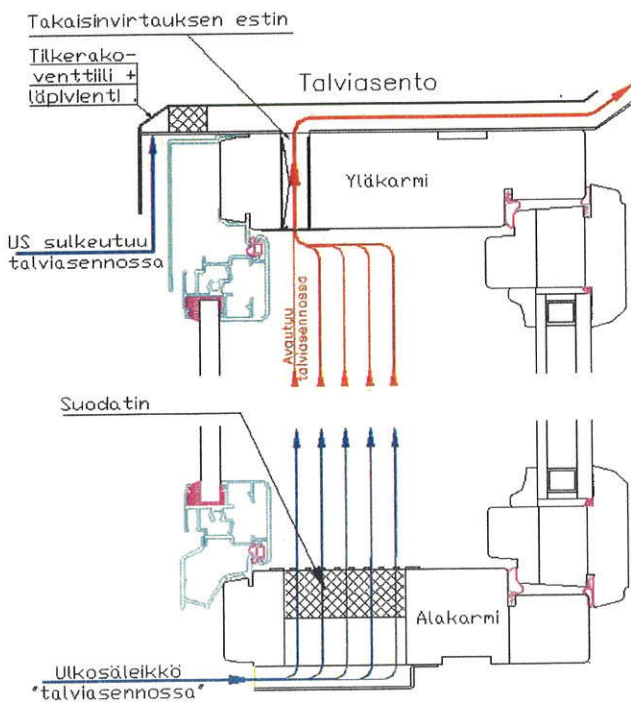 Takaisinvirtauksen estin
Tilkerako-
venttiili +
läpivienti
Talviasento
Yläkarmi
US sulkeutuu
talviasennossa
Avautuu
talviasennossa
Suodatin
Alakarmi
Ulkosäleikkö
"talviasennossa"